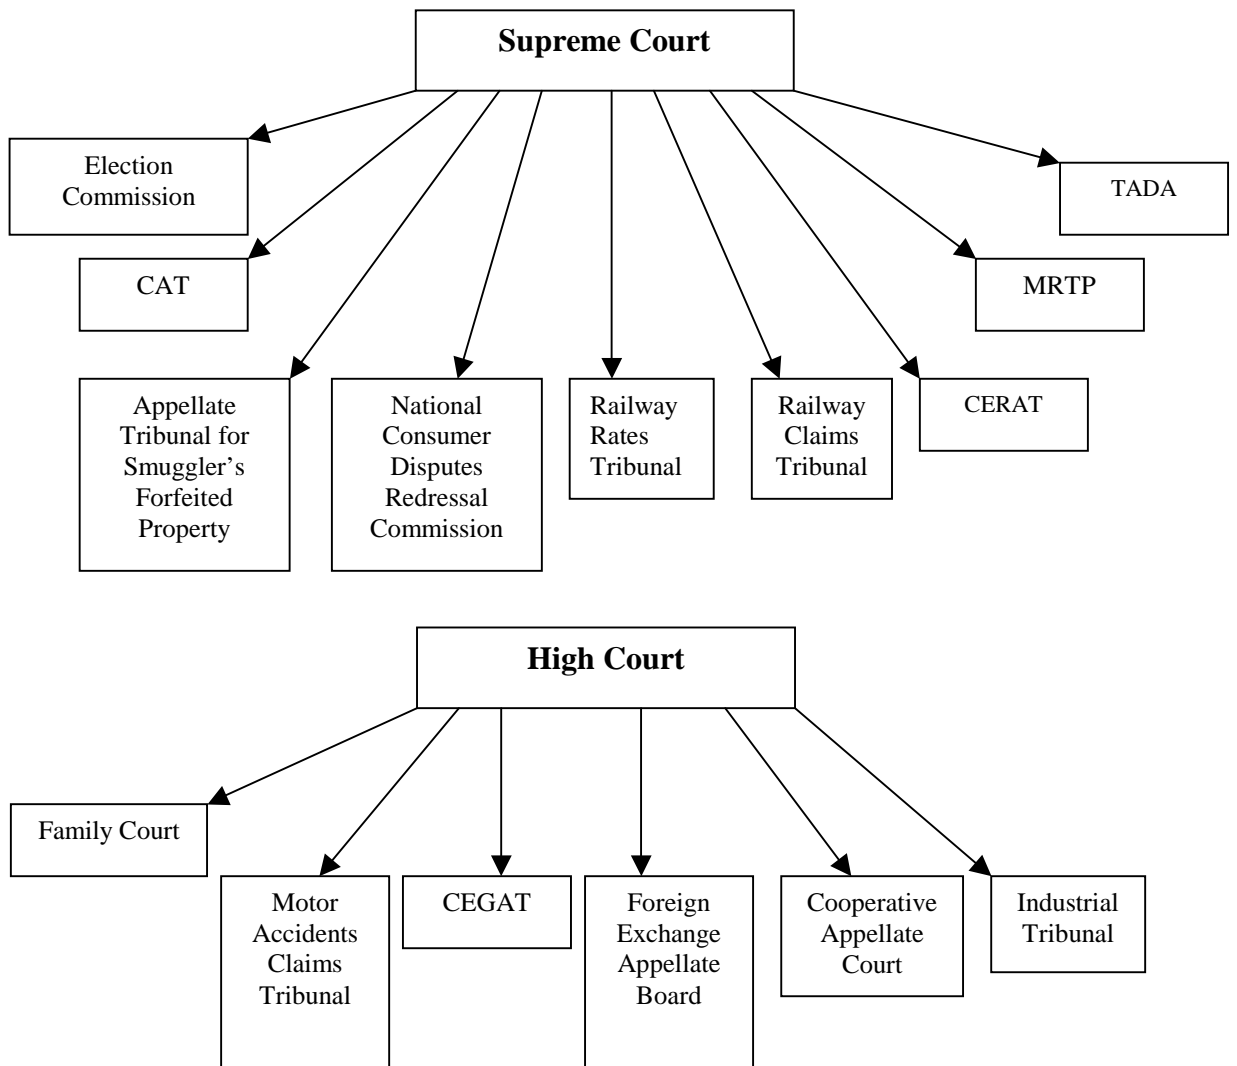 Supreme Court
Election
Commission
TADA
CAT
MRTP
Appellate
Tribunal for
Smuggler’s
Forfeited
Property
National
Consumer
Disputes
Redressal
Commission
Railway
Rates
Tribunal
Railway
Claims
Tribunal
CERAT
High Court
Family Court
Motor
Accidents
Claims
Tribunal
CEGAT
Foreign
Exchange
Appellate
Board
Cooperative
Appellate
Court
Industrial
Tribunal